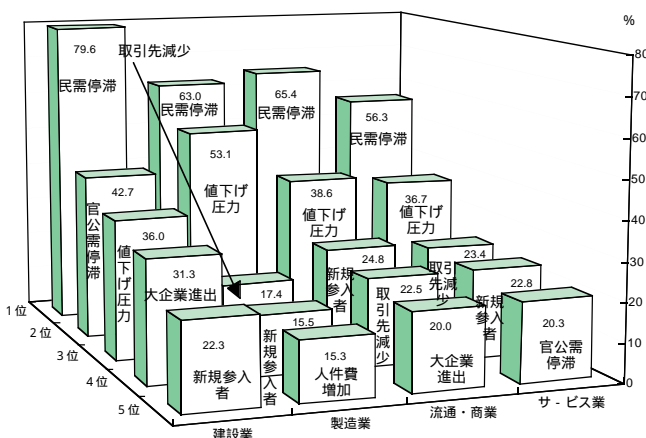 %
取引先減少
79.6
民需停滞
63.0
民需停滞
65.4
民需停滞
56.3
民需停滞
42.7
官公需停滞
53.1
値下げ
圧力
38.6
値下げ
圧力
36.7
値下げ
圧力
36.0
値下げ圧力
17.4
24.8
新規
参入
者
23.4
取引
先減
少
31.3
大企業進出
15.5
新規参入者
22.5
取引先減少
22.8
新規
参入
者
22.3
新規参入
者
15.3
人件費
増加
20.0
大企業
進出
20.3
官公需
停滞
80
70
60
50
40
30
20
10
0
1位
2位
3位
4位
5位
建設業
製造業
流通・商業
サ-ビス業